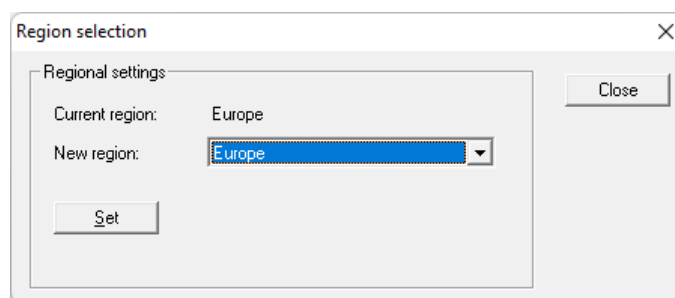 Region selection
Regional settings
Close
Current region: Europe
New region: Europe
Set